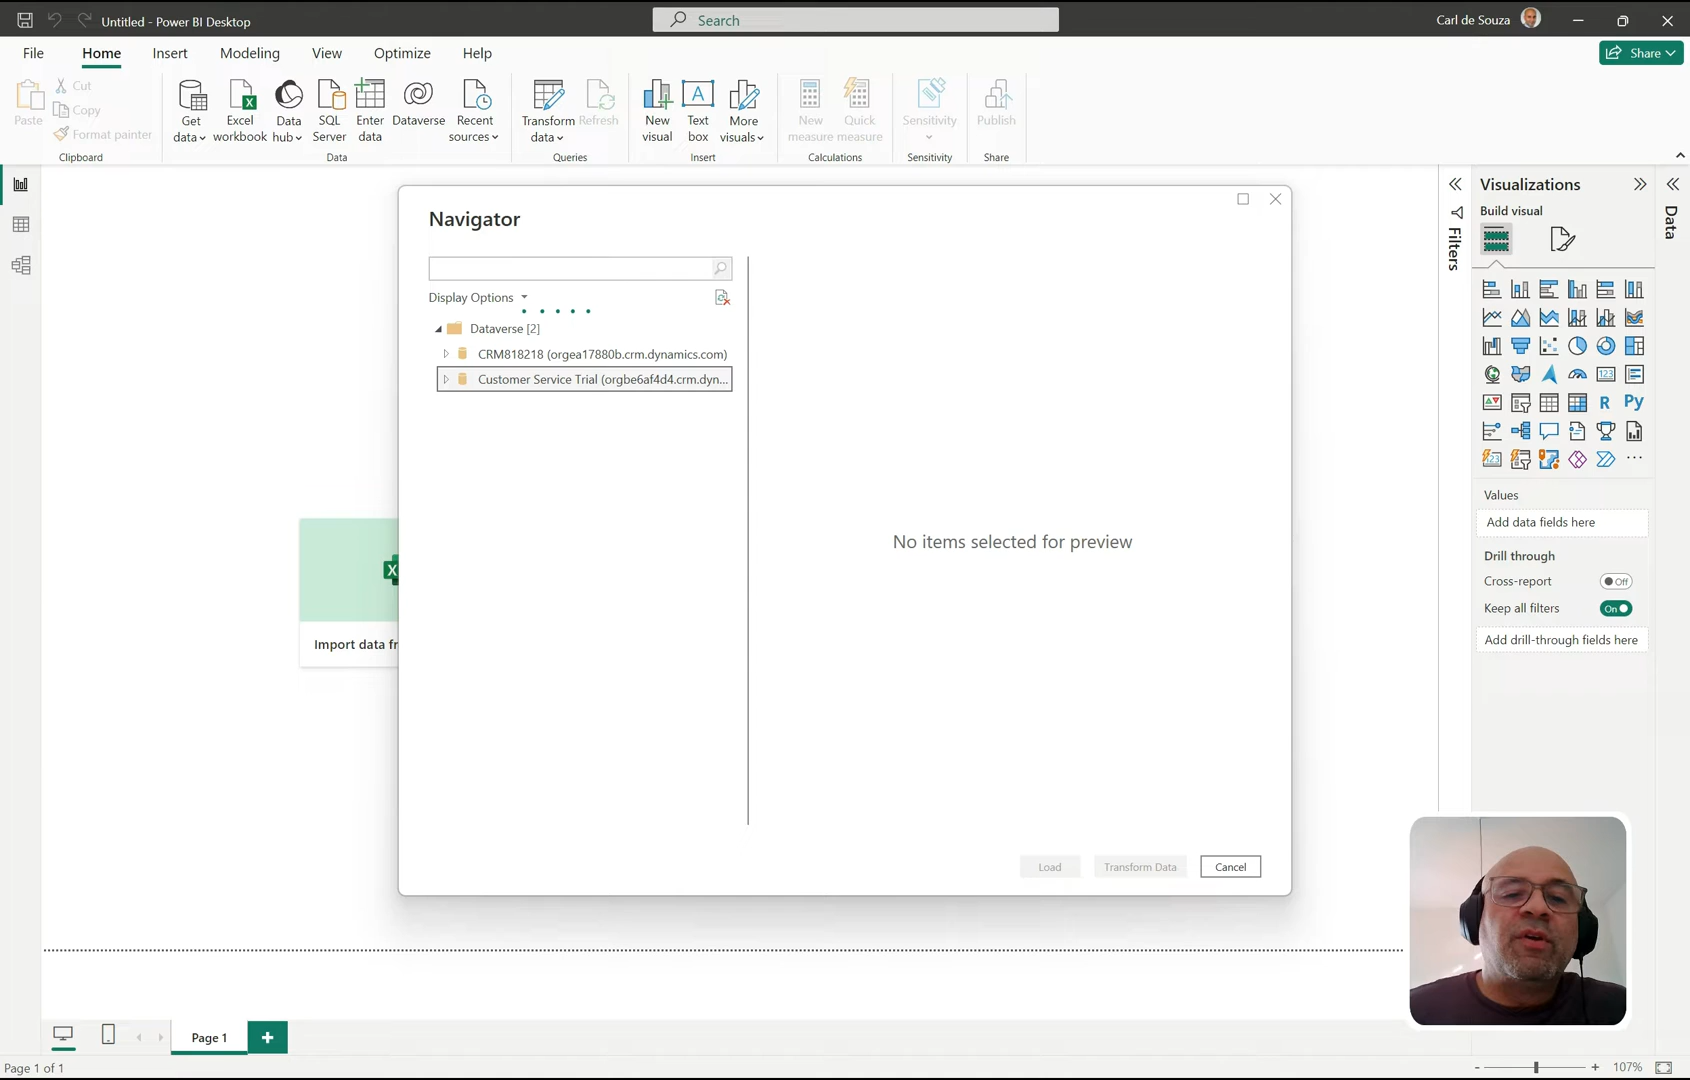 Untitled - Power BI Desktop
Search
Carl de Souza
File
Home
Insert
Modeling
View
Optimize
Help
Share
Paste
Cut
Copy
Format painter
Get data
Excel workbook
Data hub
SQL Server
Enter data
Dataverse
Recent sources
Transform data
Refresh
New visual
Text box
More visuals
New measure
Quick measure
Sensitivity
Publish
Clipboard
Data
Queries
Insert
Calculations
Sensitivity
Share
Navigator
Display Options
Dataverse [2]
CRM818218 (orgea17880b.crm.dynamics.com)
Customer Service Trial (orgbe6af4d4.crm.dyn...
No items selected for preview
Load
Transform Data
Cancel
Import data fr
Filters
Visualizations
Build visual
R
Py
123
123
Values
Add data fields here
Drill through
Cross-report
Off
Keep all filters
On
Add drill-through fields here
Data
Page 1
Page 1 of 1
107%